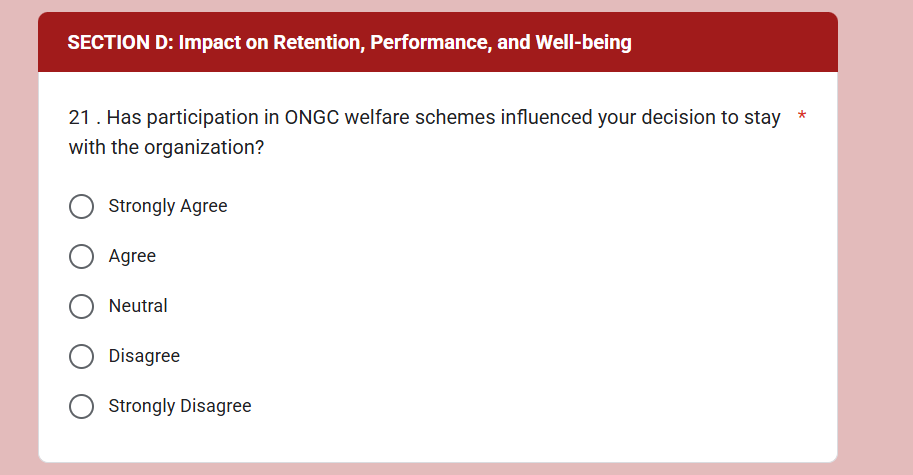 SECTION D: Impact on Retention, Performance, and Well-being
21 . Has participation in ONGC welfare schemes influenced your decision to stay *
with the organization?
Strongly Agree
Agree
Neutral
Disagree
Strongly Disagree